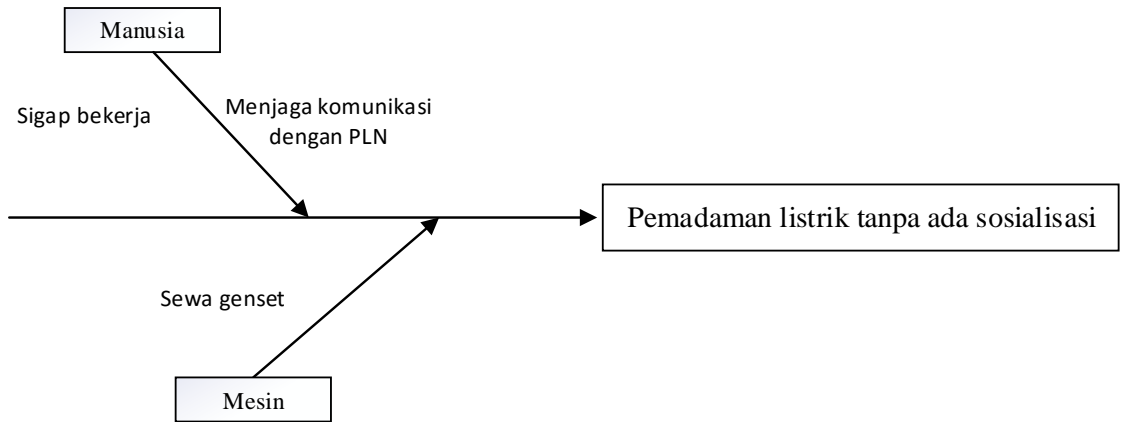 Manusia
Sigap bekerja
Menjaga komunikasi
dengan PLN
Pemadaman listrik tanpa ada sosialisasi
Sewa genset
Mesin